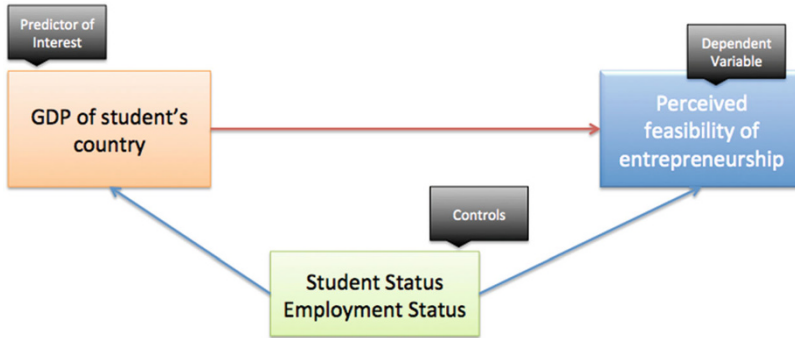 Predictor of
Interest
GDP of student's
country
Dependent
Variable
Perceived
feasibility of
entrepreneurship
Controls
Student Status
Employment Status